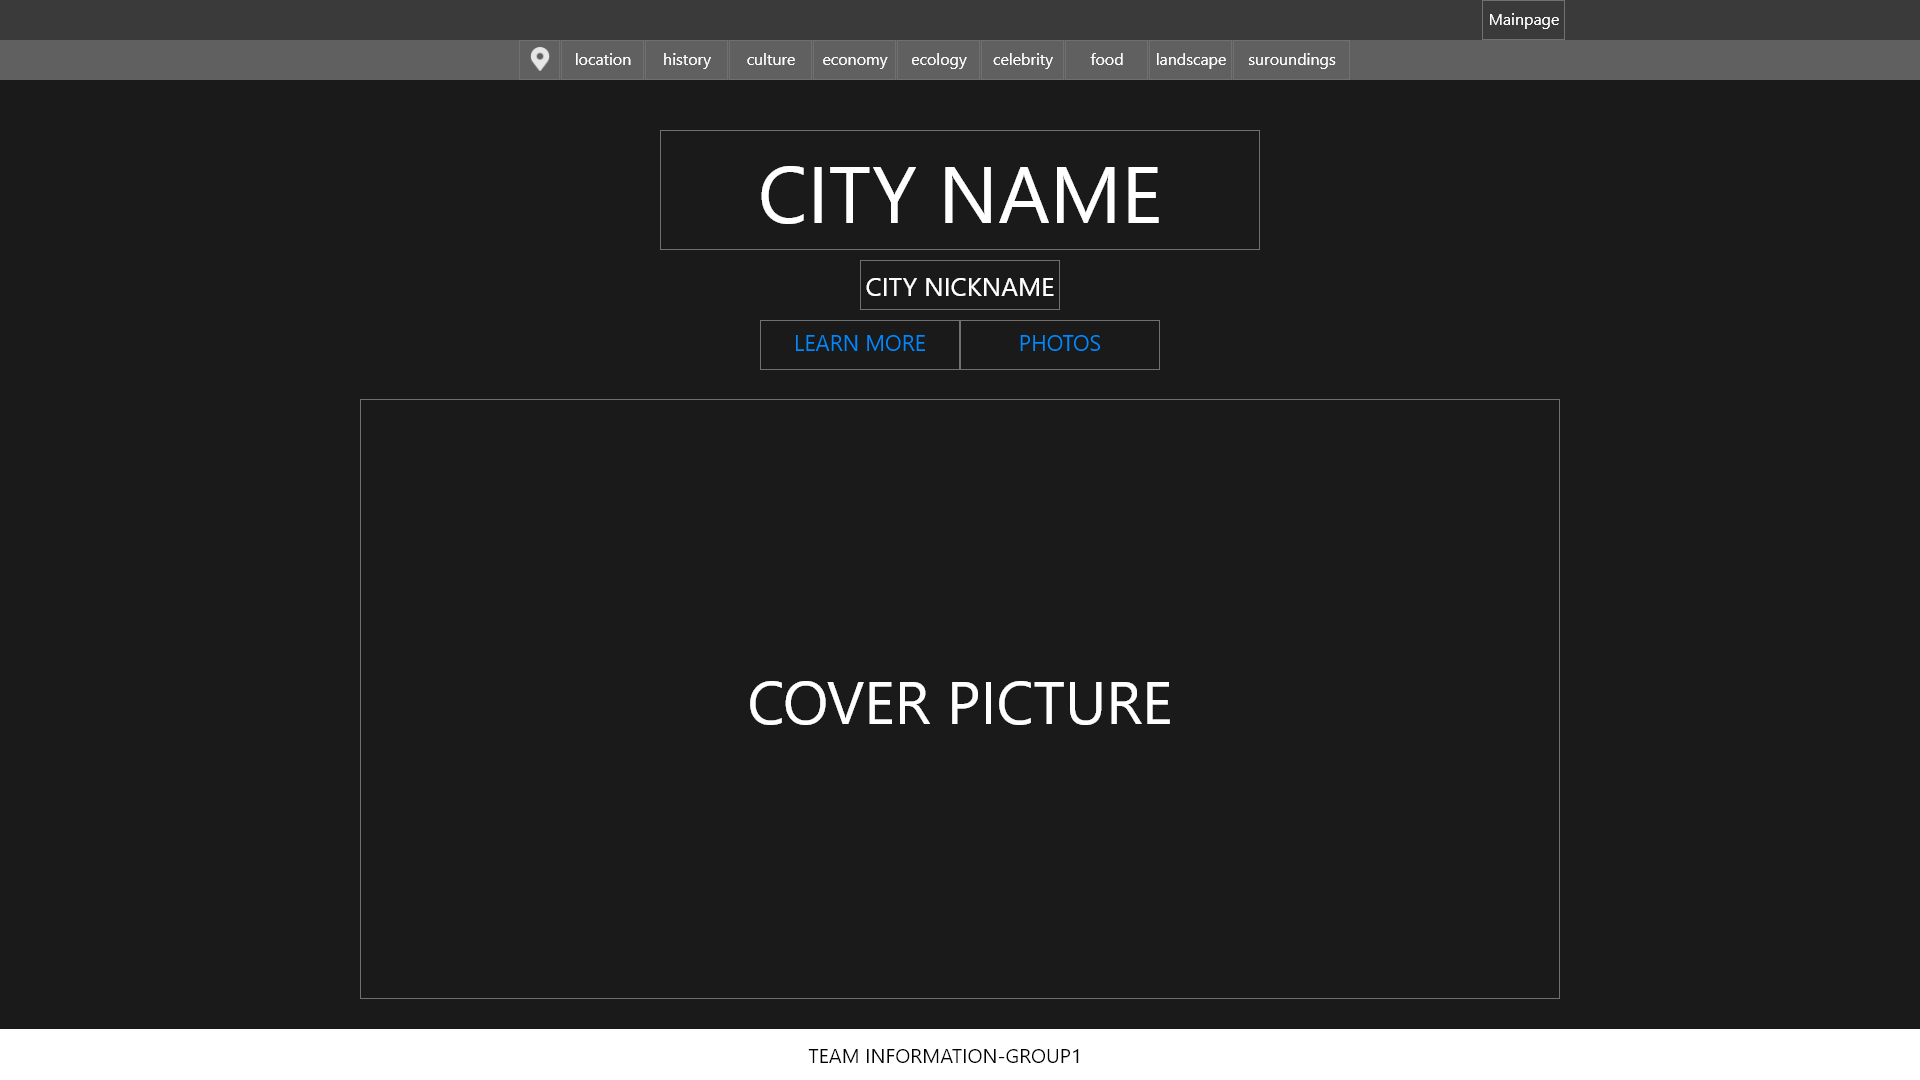 Mainpage
location history culture economy ecology celebrity food landscape suroundings
CITY NAME
CITY NICKNAME
LEARN MORE PHOTOS
COVER PICTURE
TEAM INFORMATION-GROUP1